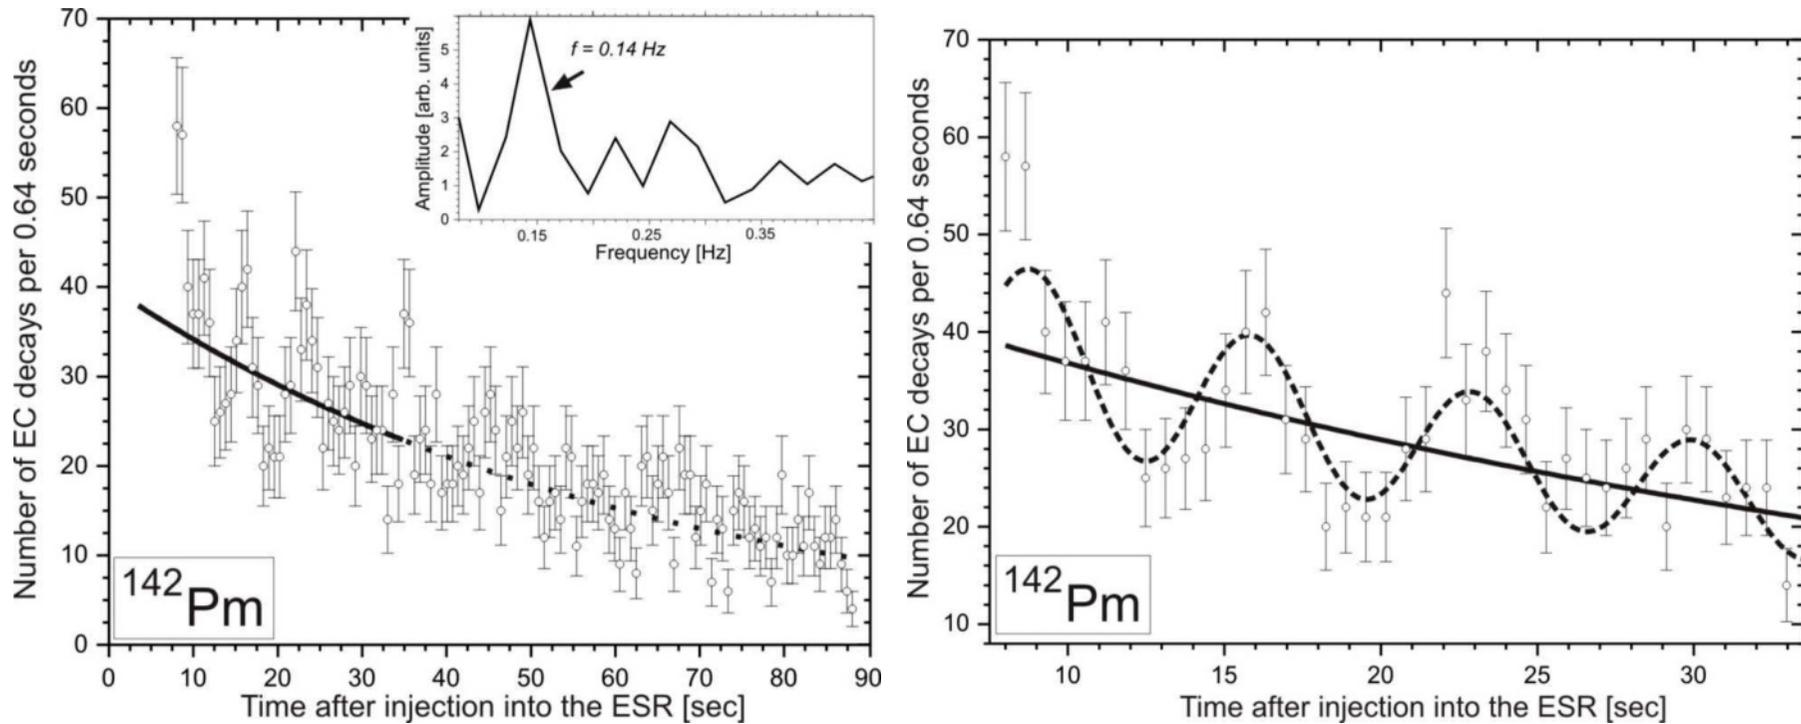 70
60
50
40
30
20
10
0
Number of EC decays per 0.64 seconds
0 10 20 30 40 50 60 70 80 90
Time after injection into the ESR [sec]
142Pm
5
4
3
2
1
0
Amplitude [arb. units]
f = 0.14 Hz
0.15 0.25 0.35
Frequency [Hz]
70
60
50
40
30
20
10
Number of EC decays per 0.64 seconds
10 15 20 25 30
Time after injection into the ESR [sec]
142Pm